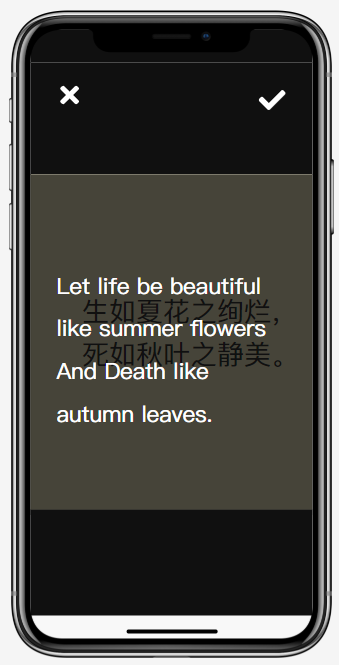 Let life be beautiful
生如夏花之绚烂，
like summer flowers
死如秋叶之静美。
And Death like
autumn leaves.